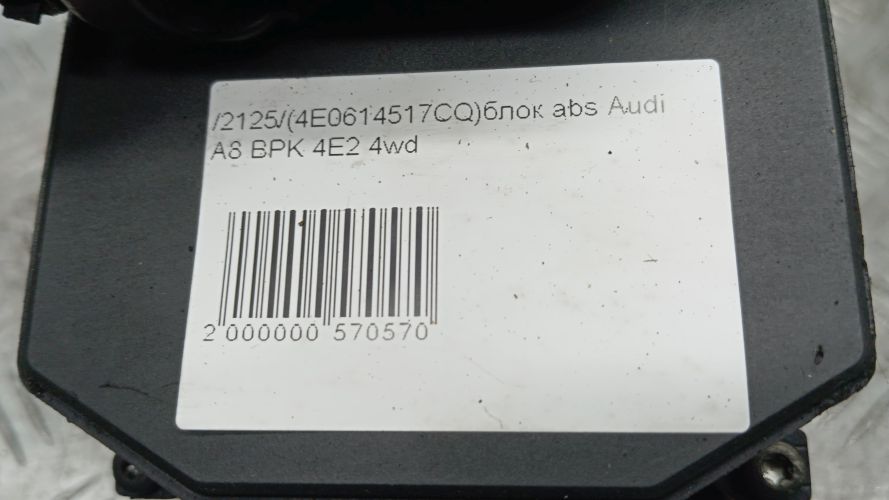 /2125/(4E0614517CQ)блок abs Audi
A8 BPK 4E2 4wd
2 000000 570570